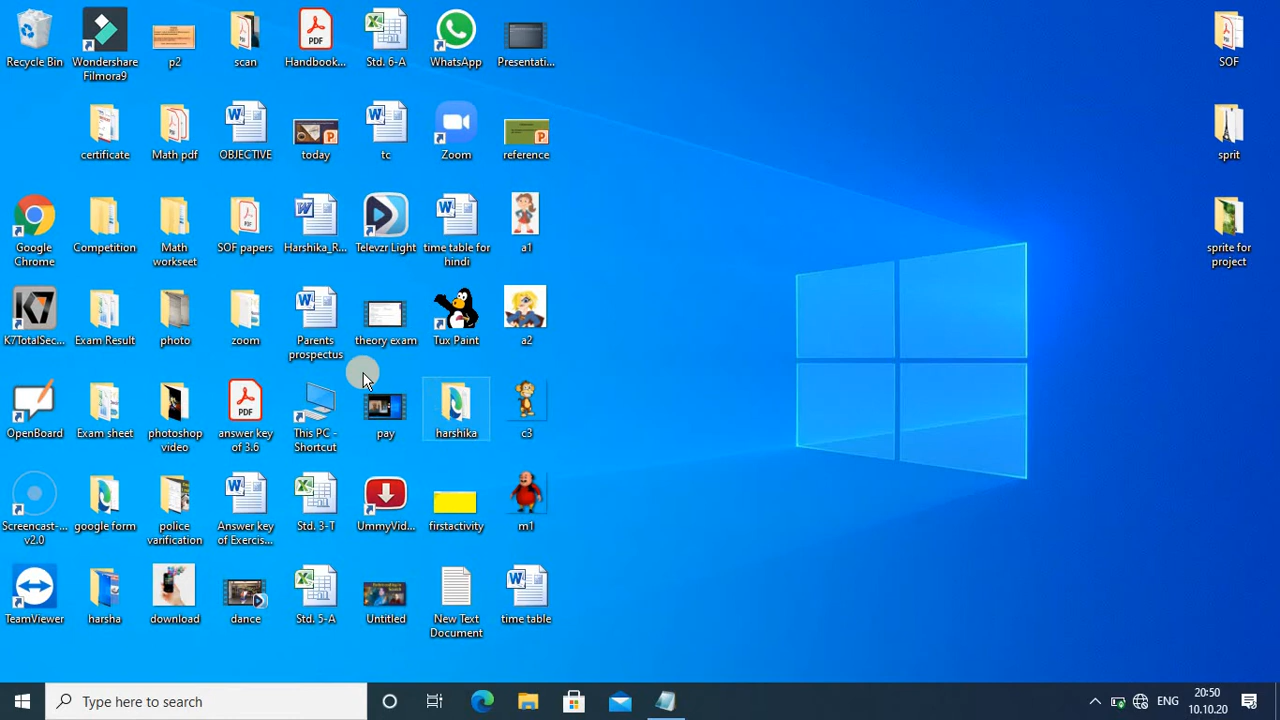 Recycle Bin
Wondershare
Filmora9
p2
scan
Handbook...
Std. 6-A
WhatsApp
Presentati...
SOF
certificate
Math pdf
OBJECTIVE
today
tc
Zoom
reference
sprit
Google
Chrome
Competition
Math
workseet
SOF papers
Harshika_R...
Televzr Light
time table for
hindi
a1
sprite for
project
K7TotalSec...
Exam Result
photo
zoom
Parents
prospectus
theory exam
Tux Paint
a2
OpenBoard
Exam sheet
photoshop
video
PDF
answer key
of 3.6
This PC -
Shortcut
pay
harshika
c3
Screencast-...
v2.0
google form
police
varification
Answer key
of Exercis...
Std. 3-T
UmmyVid...
firstactivity
m1
TeamViewer
harsha
download
dance
Std. 5-A
Untitled
New Text
Document
time table
Type here to search
ENG
20:50
10.10.20